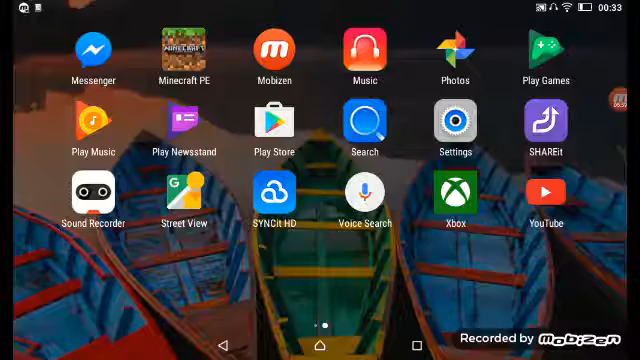 00:33
Messenger
Minecraft PE
Mobizen
Music
Photos
Play Games
Play Music
Play Newsstand
Play Store
Search
Settings
SHAREit
Sound Recorder
Street View
SYNCit HD
Voice Search
Xbox
YouTube
Recorded by mobizen